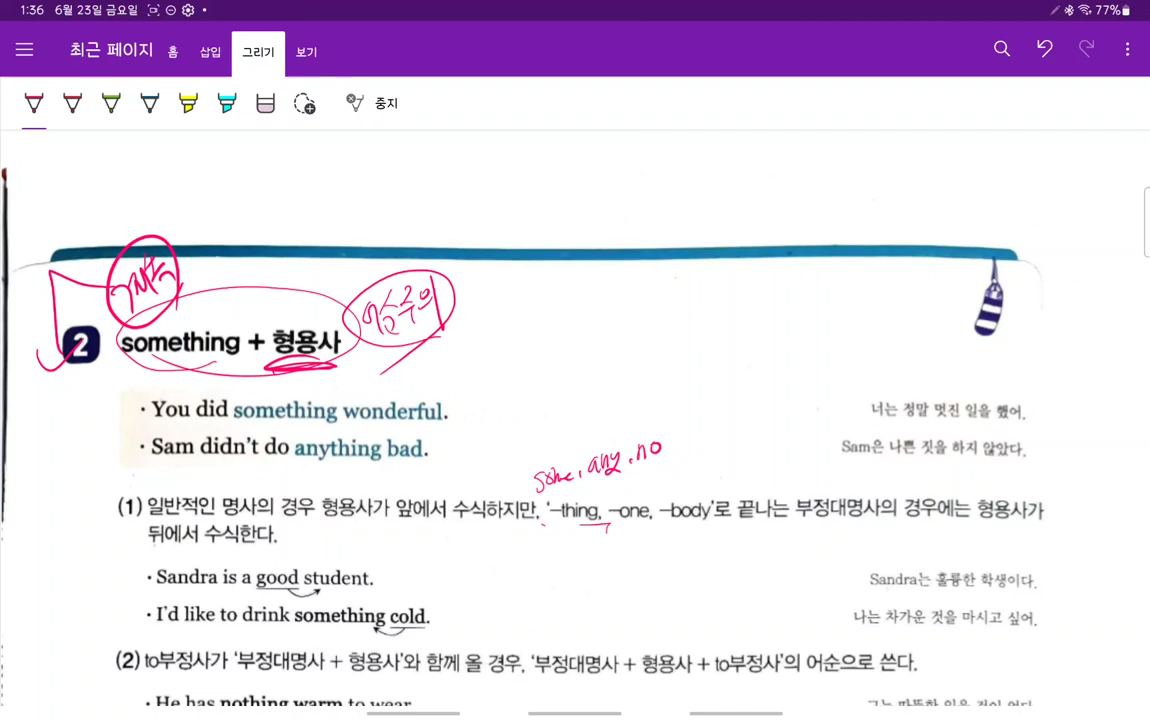 1:36 6월 23일 금요일 77%
최근 페이지 홈 삽입 그리기 보기
중지
어순주의
2 something + 형용사
· You did something wonderful. 너는 정말 멋진 일을 했어.
· Sam didn't do anything bad. Sam은 나쁜 짓을 하지 않았다.
some, any, no
(1) 일반적인 명사의 경우 형용사가 앞에서 수식하지만, '–thing, –one, –body'로 끝나는 부정대명사의 경우에는 형용사가
뒤에서 수식한다.
· Sandra is a good student. Sandra는 훌륭한 학생이다.
· I'd like to drink something cold. 나는 차가운 것을 마시고 싶어.
(2) to부정사가 '부정대명사 + 형용사'와 함께 올 경우, '부정대명사 + 형용사 + to부정사'의 어순으로 쓴다.
· He has nothing warm to wear.